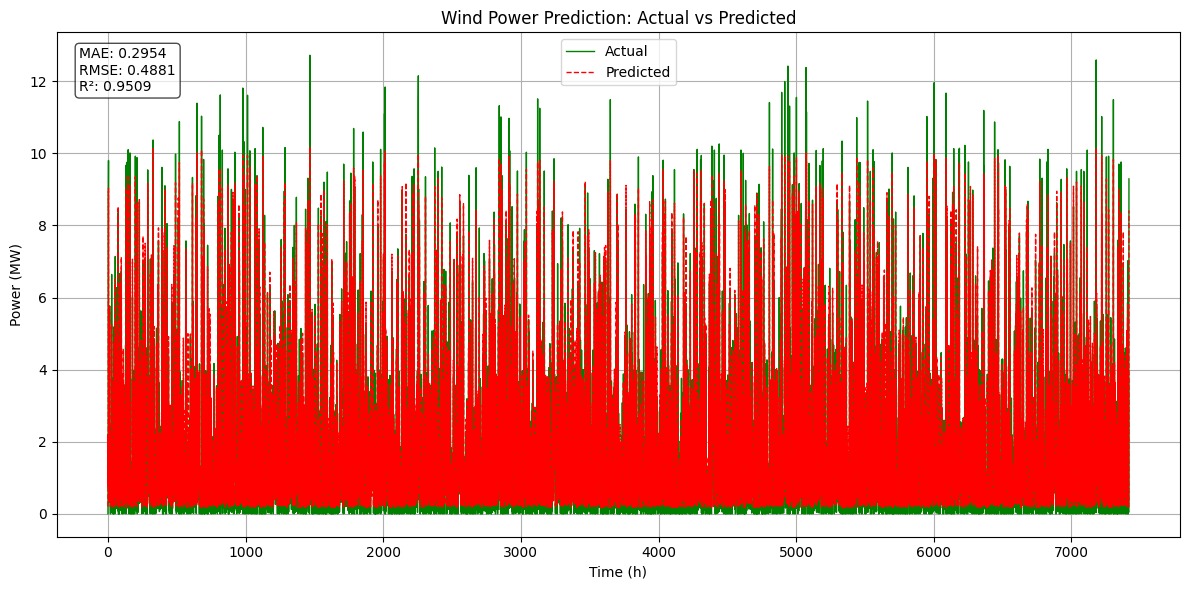 Wind Power Prediction: Actual vs Predicted
MAE: 0.2954
RMSE: 0.4881
R²: 0.9509
Actual
Predicted
Power (MW)
12
10
8
6
4
2
0
0 1000 2000 3000 4000 5000 6000 7000
Time (h)